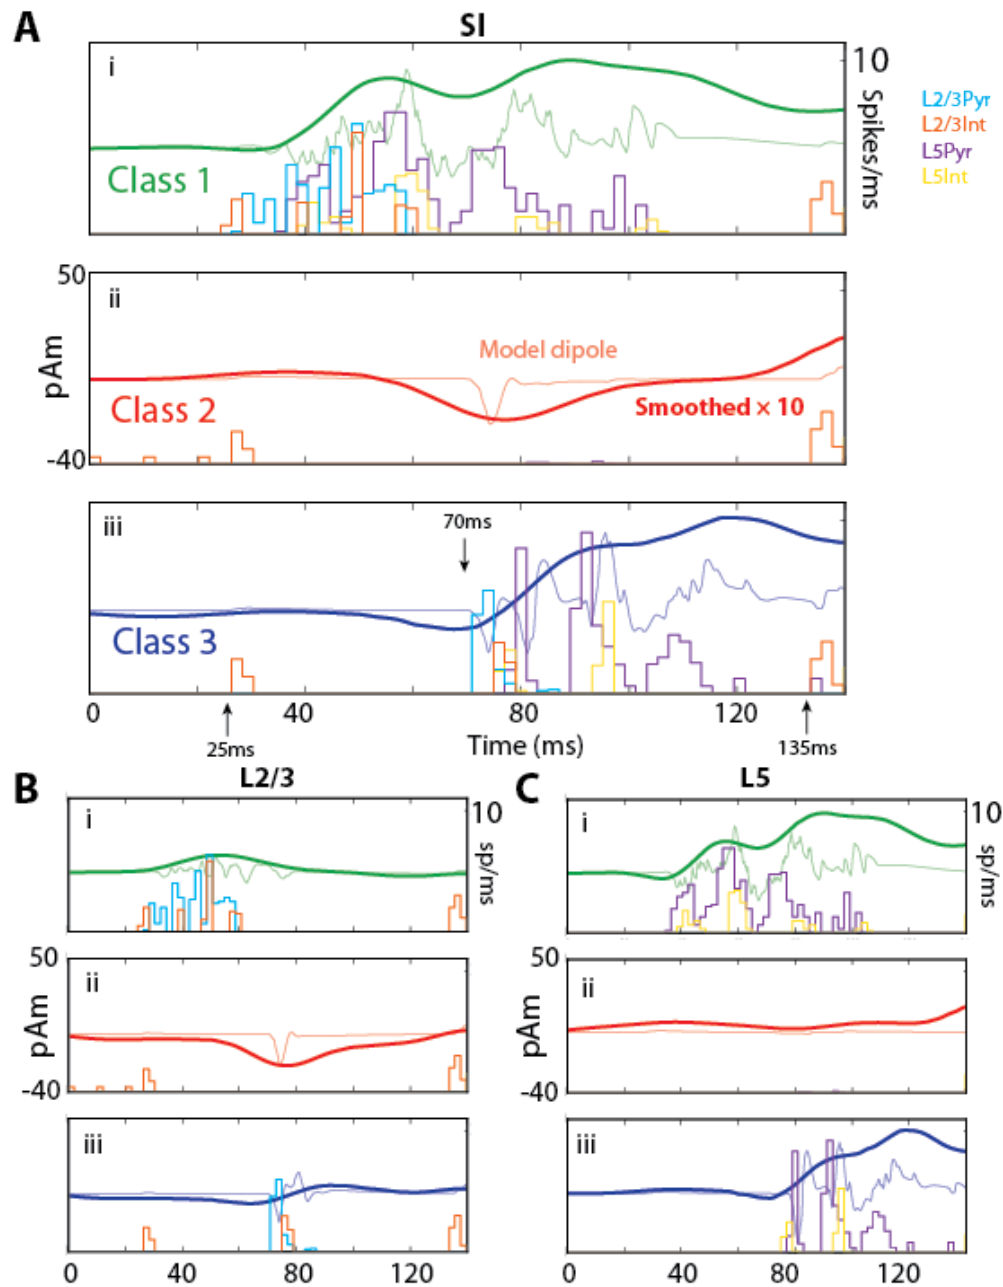 A
SI
i
10
Spikes/ms
L2/3Pyr
L2/3Int
L5Pyr
L5Int
Class 1
50
ii
pAm
Model dipole
Class 2
Smoothed × 10
-40
iii
70ms
Class 3
0 40 80 120
25ms
Time (ms)
135ms
B
L2/3
C
L5
i
10
sp/ms
i
10
sp/ms
50
ii
pAm
-40
50
ii
pAm
-40
iii
iii
0 40 80 120
0 40 80 120